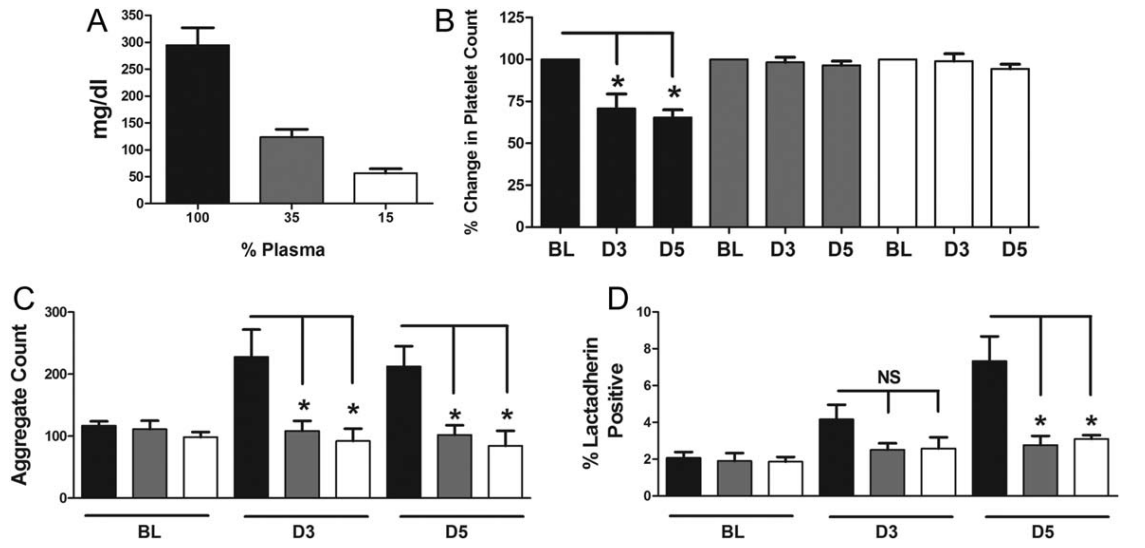 A
mg/dl
350
300
250
200
150
100
50
0
100 35 15
% Plasma
B
% Change in Platelet Count
125
100
75
50
25
0
* *
BL D3 D5 BL D3 D5 BL D3 D5
C
Aggregate Count
300
200
100
0
* * * *
BL D3 D5
D
% Lactadherin
Positive
10
8
6
4
2
0
NS
* *
BL D3 D5